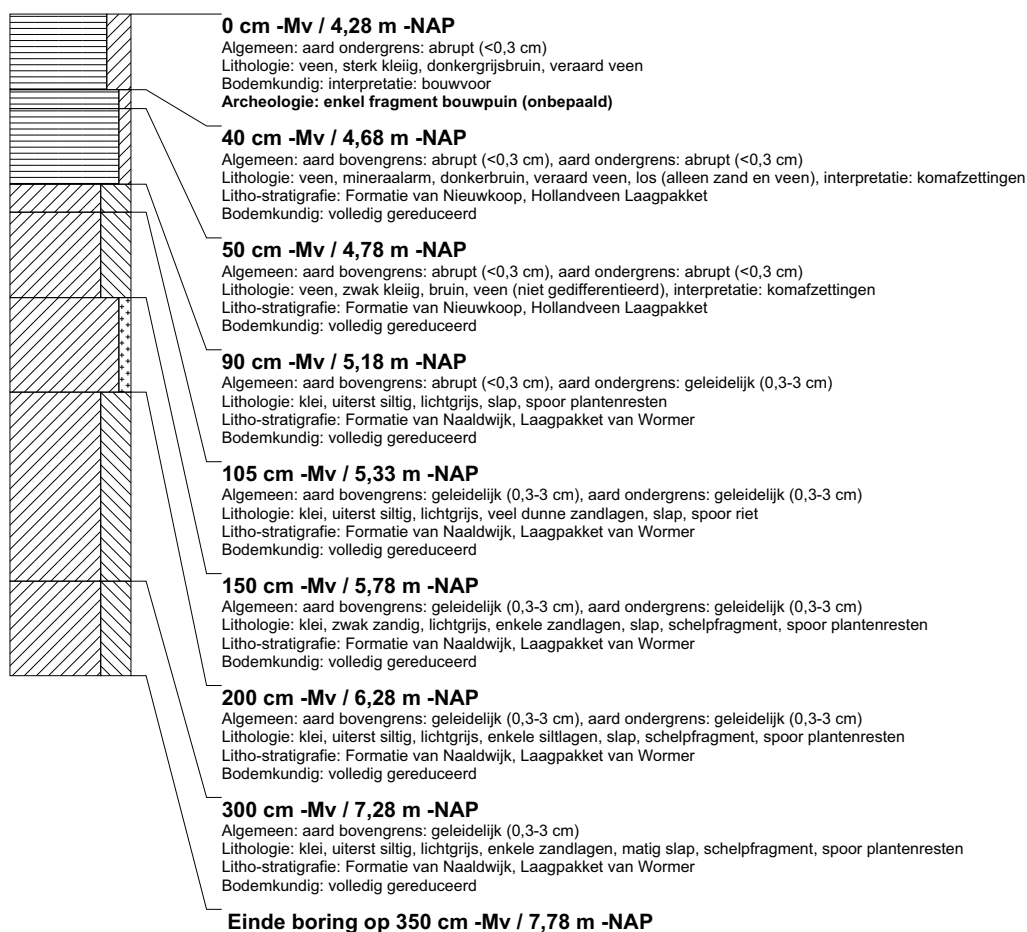 0 cm -Mv / 4,28 m -NAP
Algemeen: aard ondergrens: abrupt (<0,3 cm)
Lithologie: veen, sterk kleiig, donkergrijsbruin, veraard veen
Bodemkundig: interpretatie: bouwvoor
Archeologie: enkel fragment bouwpuin (onbepaald)
40 cm -Mv / 4,68 m -NAP
Algemeen: aard bovengrens: abrupt (<0,3 cm), aard ondergrens: abrupt (<0,3 cm)
Lithologie: veen, mineraalarm, donkerbruin, veraard veen, los (alleen zand en veen), interpretatie: komafzettingen
Litho-stratigrafie: Formatie van Nieuwkoop, Hollandveen Laagpakket
Bodemkundig: volledig gereduceerd
50 cm -Mv / 4,78 m -NAP
Algemeen: aard bovengrens: abrupt (<0,3 cm), aard ondergrens: abrupt (<0,3 cm)
Lithologie: veen, zwak kleiig, bruin, veen (niet gedifferentieerd), interpretatie: komafzettingen
Litho-stratigrafie: Formatie van Nieuwkoop, Hollandveen Laagpakket
Bodemkundig: volledig gereduceerd
90 cm -Mv / 5,18 m -NAP
Algemeen: aard bovengrens: abrupt (<0,3 cm), aard ondergrens: geleidelijk (0,3-3 cm)
Lithologie: klei, uiterst siltig, lichtgrijs, slap, spoor plantenresten
Litho-stratigrafie: Formatie van Naaldwijk, Laagpakket van Wormer
Bodemkundig: volledig gereduceerd
105 cm -Mv / 5,33 m -NAP
Algemeen: aard bovengrens: geleidelijk (0,3-3 cm), aard ondergrens: geleidelijk (0,3-3 cm)
Lithologie: klei, uiterst siltig, lichtgrijs, veel dunne zandlagen, slap, spoor riet
Litho-stratigrafie: Formatie van Naaldwijk, Laagpakket van Wormer
Bodemkundig: volledig gereduceerd
150 cm -Mv / 5,78 m -NAP
Algemeen: aard bovengrens: geleidelijk (0,3-3 cm), aard ondergrens: geleidelijk (0,3-3 cm)
Lithologie: klei, zwak zandig, lichtgrijs, enkele zandlagen, slap, schelpfragment, spoor plantenresten
Litho-stratigrafie: Formatie van Naaldwijk, Laagpakket van Wormer
Bodemkundig: volledig gereduceerd
200 cm -Mv / 6,28 m -NAP
Algemeen: aard bovengrens: geleidelijk (0,3-3 cm), aard ondergrens: geleidelijk (0,3-3 cm)
Lithologie: klei, uiterst siltig, lichtgrijs, enkele siltlagen, slap, schelpfragment, spoor plantenresten
Litho-stratigrafie: Formatie van Naaldwijk, Laagpakket van Wormer
Bodemkundig: volledig gereduceerd
300 cm -Mv / 7,28 m -NAP
Algemeen: aard bovengrens: geleidelijk (0,3-3 cm)
Lithologie: klei, uiterst siltig, lichtgrijs, enkele zandlagen, matig slap, schelpfragment, spoor plantenresten
Litho-stratigrafie: Formatie van Naaldwijk, Laagpakket van Wormer
Bodemkundig: volledig gereduceerd
Einde boring op 350 cm -Mv / 7,78 m -NAP